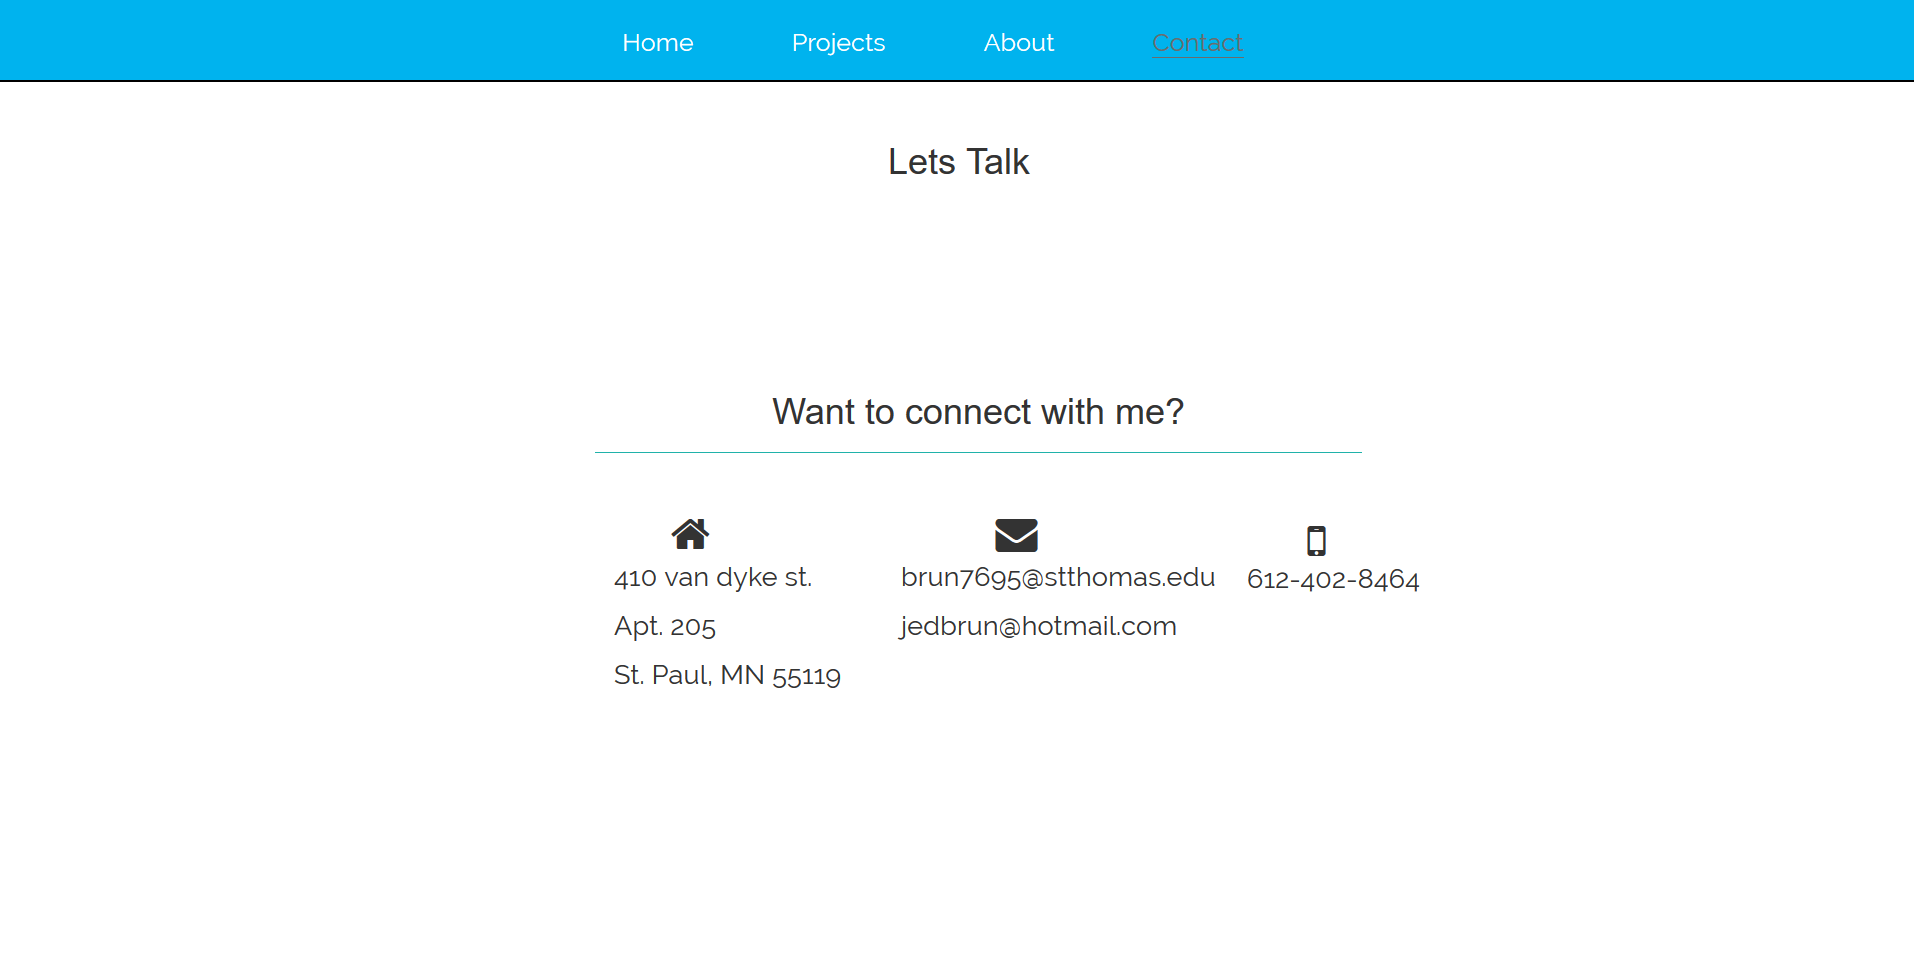 Home Projects About Contact
Lets Talk
Want to connect with me?
410 van dyke st.
Apt. 205
St. Paul, MN 55119
brun7695@stthomas.edu
jedbrun@hotmail.com
612-402-8464